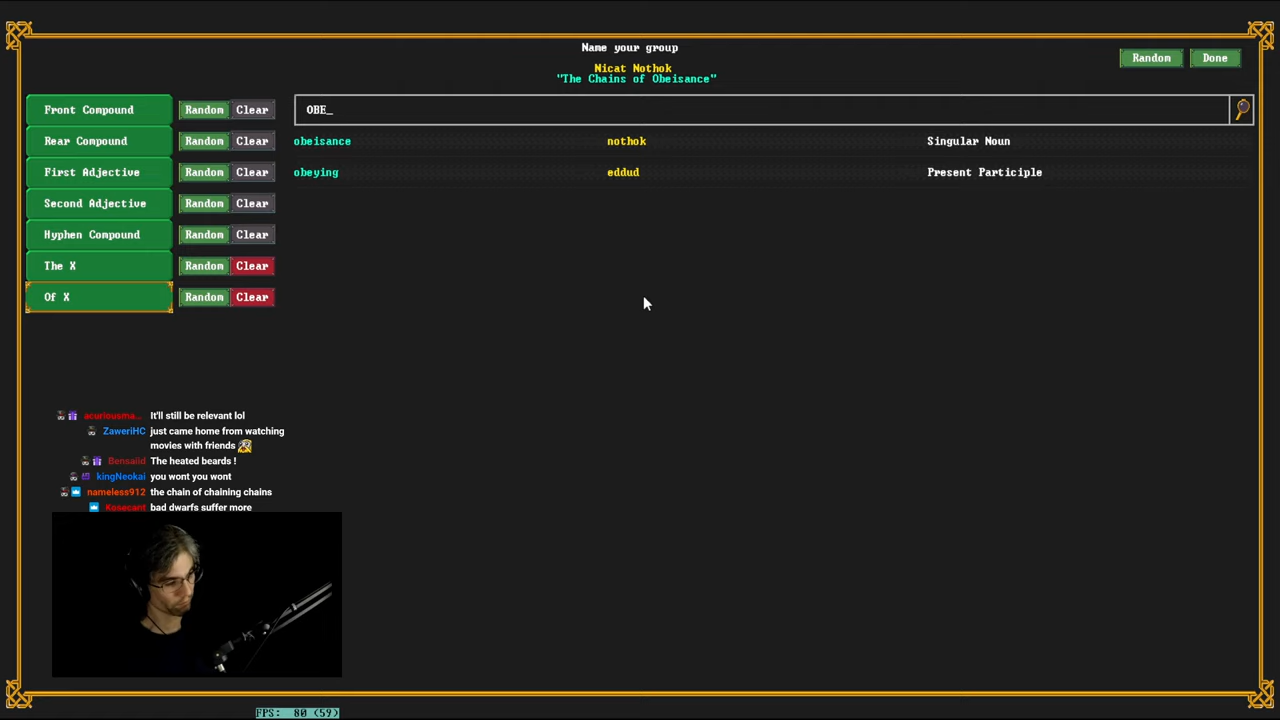 Name your group
Nicat Nothok
"The Chains of Obeisance"
Random Done
Front Compound Random Clear OBE_
Rear Compound Random Clear obeisance nothok Singular Noun
First Adjective Random Clear obeying eddud Present Participle
Second Adjective Random Clear
Hyphen Compound Random Clear
The X Random Clear
Of X Random Clear
acuriousma... It'll still be relevant lol
ZaweriHC just came home from watching
movies with friends
Bensaiid The heated beards !
kingNeokai you wont you wont
nameless912 the chain of chaining chains
Kosecant bad dwarfs suffer more
FPS: 80 (59)